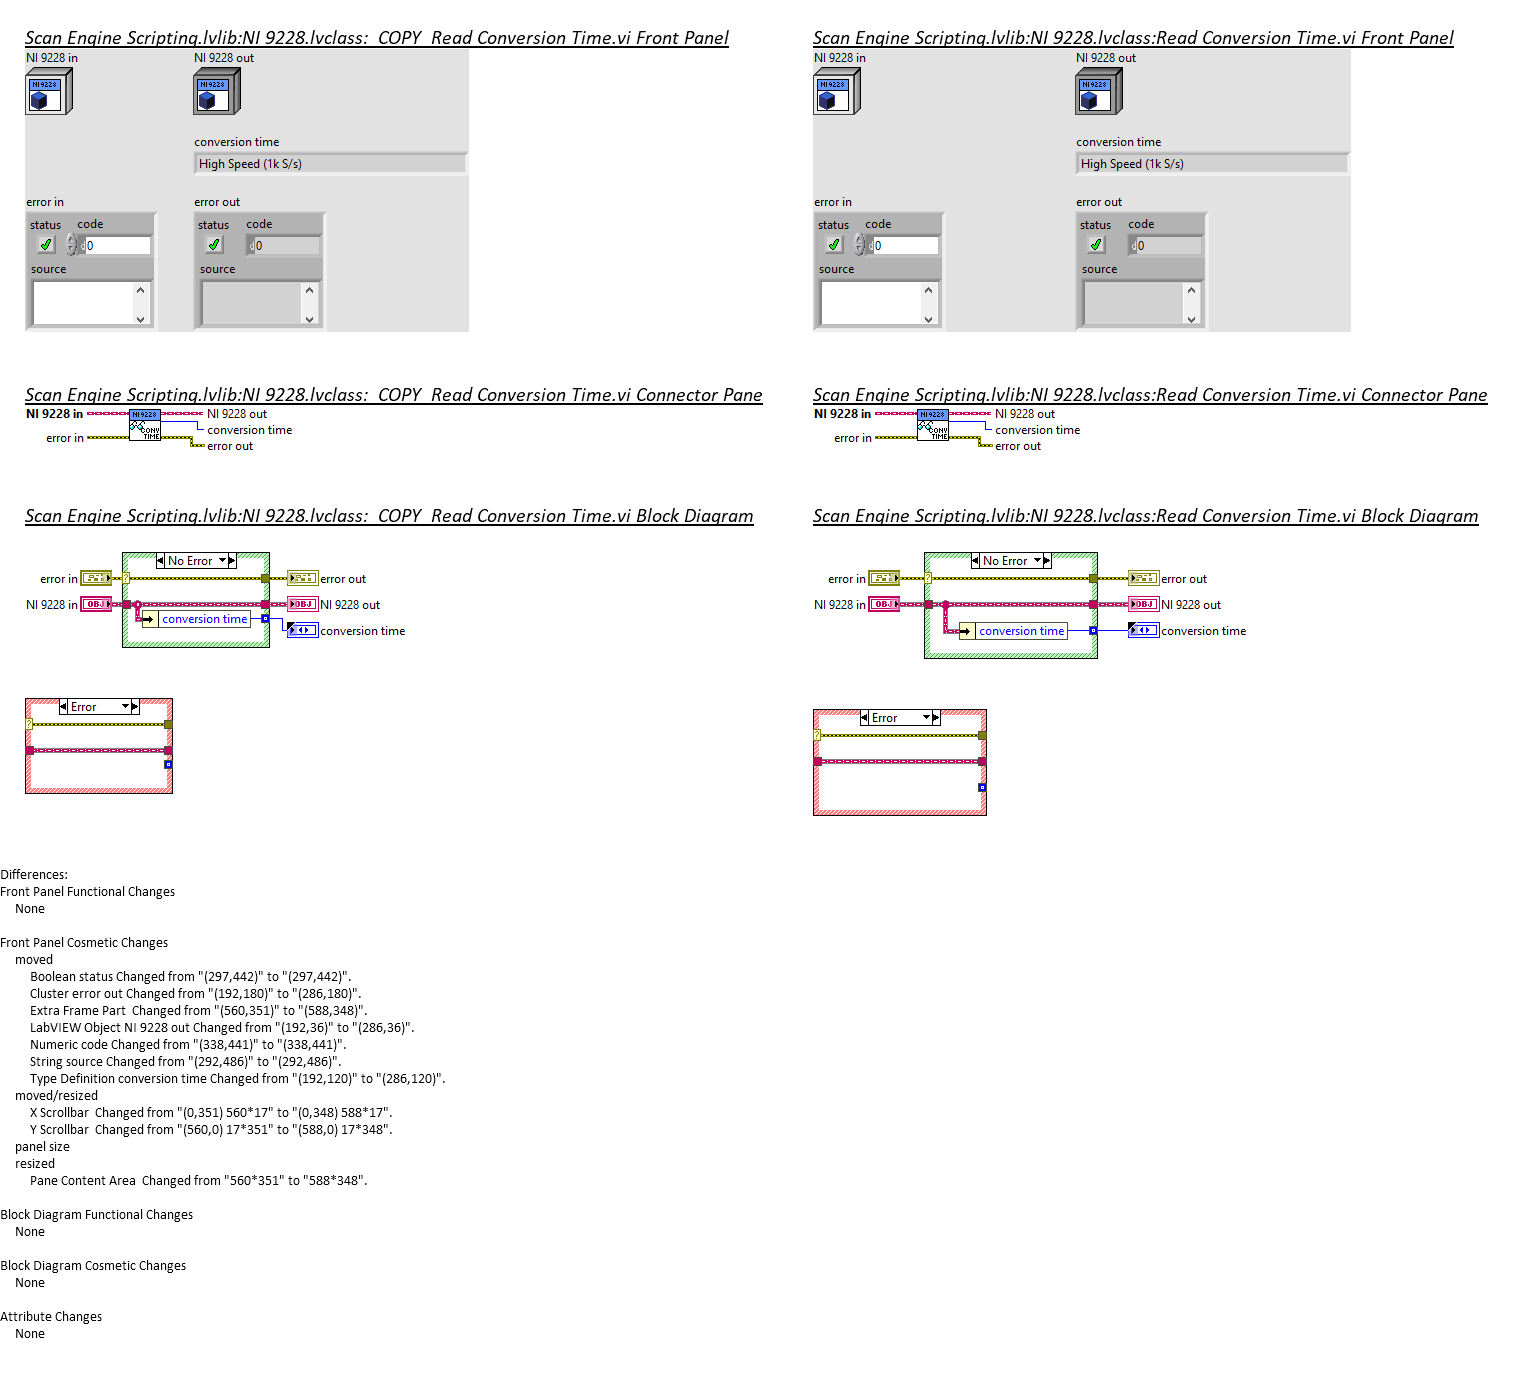 Scan Engine Scripting.lvlib:NI 9228.lvclass:  COPY  Read Conversion Time.vi Front Panel
NI 9228 in
NI 9228 out
NI 9228
NI 9228
conversion time
High Speed (1k S/s)
error in
error out
status code
status code
0
0
source
source
Scan Engine Scripting.lvlib:NI 9228.lvclass:Read Conversion Time.vi Front Panel
NI 9228 in
NI 9228 out
NI 9228
NI 9228
conversion time
High Speed (1k S/s)
error in
error out
status code
status code
d 0
d 0
source
source
Scan Engine Scripting.lvlib:NI 9228.lvclass:  COPY  Read Conversion Time.vi Connector Pane
NI 9228 in
NI 9228
NI 9228 out
CONV
TIME
conversion time
error in
error out
Scan Engine Scripting.lvlib:NI 9228.lvclass:Read Conversion Time.vi Connector Pane
NI 9228 in
NI 9228
NI 9228 out
CONV
TIME
conversion time
error in
error out
Scan Engine Scripting.lvlib:NI 9228.lvclass:  COPY  Read Conversion Time.vi Block Diagram
No Error
error in
?
error out
NI 9228 in
OBJ
OBJ
NI 9228 out
conversion time
conversion time
Error
?
Scan Engine Scripting.lvlib:NI 9228.lvclass:Read Conversion Time.vi Block Diagram
No Error
error in
?
error out
NI 9228 in
OBJ
OBJ
NI 9228 out
conversion time
conversion time
Error
?
Differences:
Front Panel Functional Changes
None
Front Panel Cosmetic Changes
moved
Boolean status Changed from "(297,442)" to "(297,442)".
Cluster error out Changed from "(192,180)" to "(286,180)".
Extra Frame Part  Changed from "(560,351)" to "(588,348)".
LabVIEW Object NI 9228 out Changed from "(192,36)" to "(286,36)".
Numeric code Changed from "(338,441)" to "(338,441)".
String source Changed from "(292,486)" to "(292,486)".
Type Definition conversion time Changed from "(192,120)" to "(286,120)".
moved/resized
X Scrollbar  Changed from "(0,351) 560*17" to "(0,348) 588*17".
Y Scrollbar  Changed from "(560,0) 17*351" to "(588,0) 17*348".
panel size
resized
Pane Content Area  Changed from "560*351" to "588*348".
Block Diagram Functional Changes
None
Block Diagram Cosmetic Changes
None
Attribute Changes
None